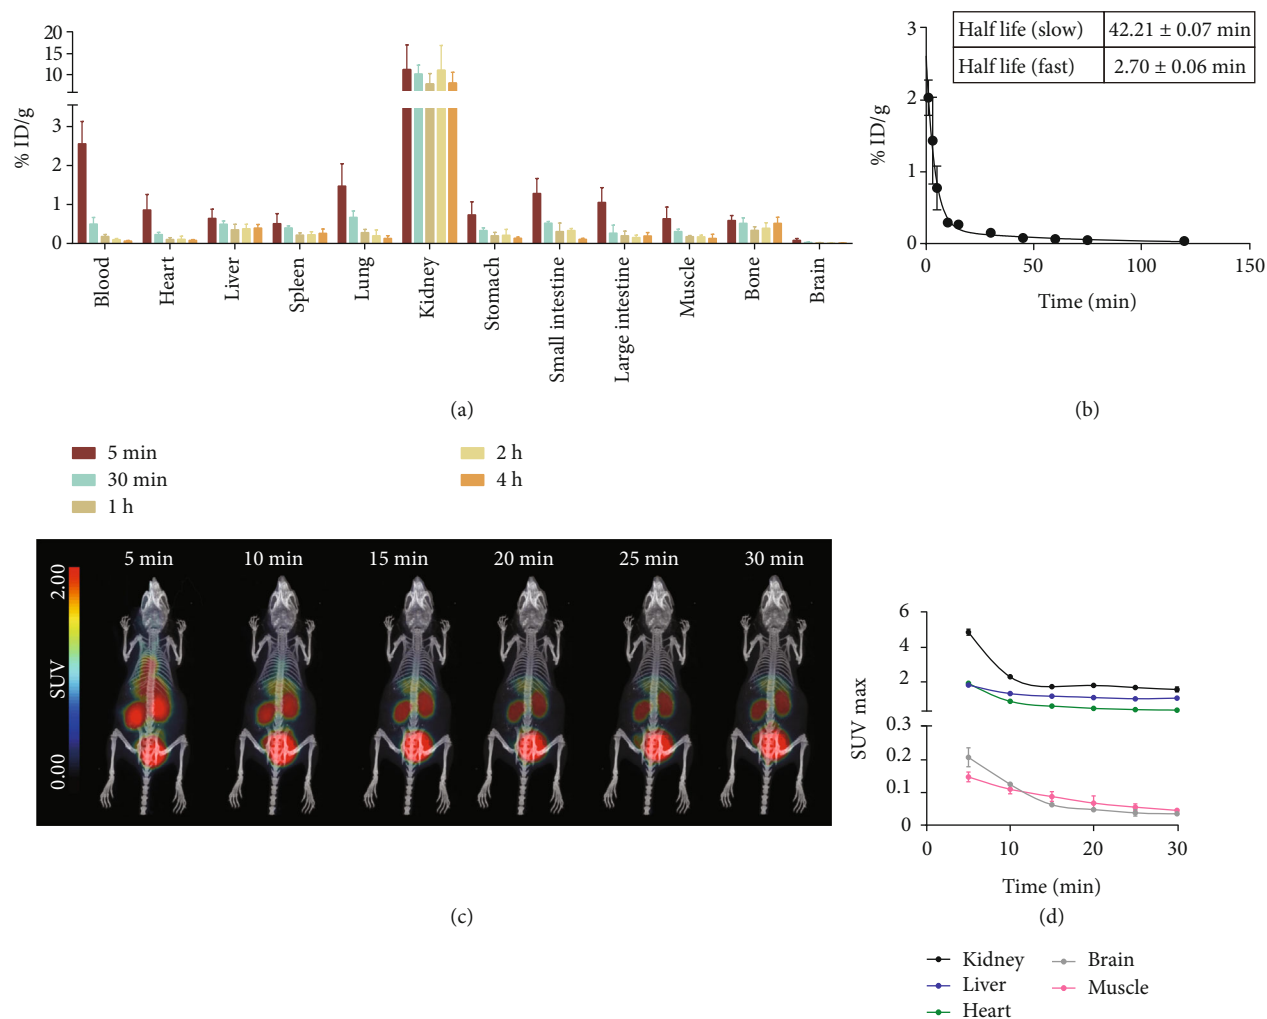 % ID/g
20
15
10
3
2
1
0
Blood
Heart
Liver
Spleen
Lung
Kidney
Stomach
Small intestine
Large intestine
Muscle
Bone
Brain
(a)
5 min
30 min
1 h
2 h
4 h
Half life (slow) 42.21 ± 0.07 min
Half life (fast) 2.70 ± 0.06 min
% ID/g
3
2
1
0
0 50 100 150
Time (min)
(b)
5 min 10 min 15 min 20 min 25 min 30 min
2.00
SUV
0.00
(c)
SUV max
6
4
2
0.3
0.2
0.1
0
0 10 20 30
Time (min)
(d)
Kidney
Liver
Heart
Brain
Muscle